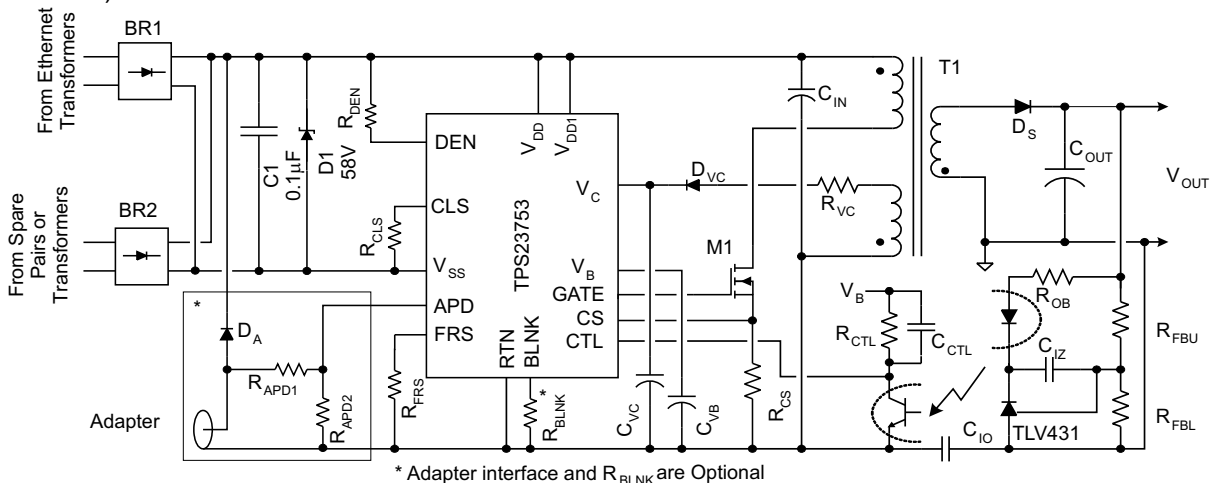 BR1
From Ethernet
Transformers
C1
0.1µF
D1
58V
R_DEN
DEN
V_DD
V_DD1
C_IN
T1
D_S
C_OUT
V_OUT
BR2
From Spare
Pairs or
Transformers
CLS
R_CLS
V_SS
TPS23753
V_C
D_VC
R_VC
M1
V_B
GATE
CS
CTL
*
D_A
APD
FRS
RTN
BLNK
R_APD1
R_APD2
Adapter
R_FRS
*
R_BLNK
C_VC
C_VB
R_CS
V_B
R_CTL
C_CTL
R_OB
C_IZ
R_FBU
R_FBL
TLV431
C_IO
* Adapter interface and R_BLNK are Optional